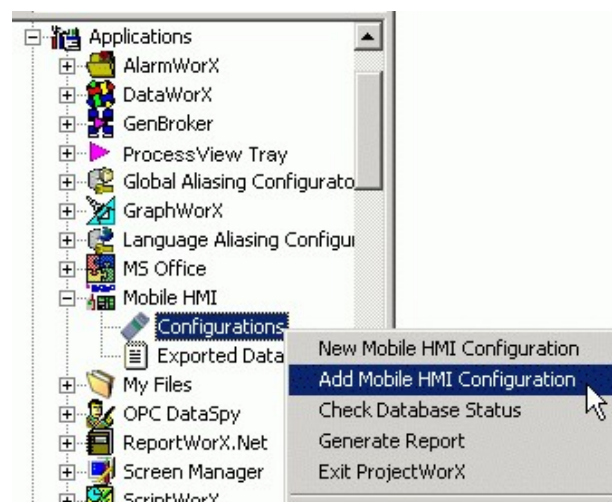 Applications
AlarmWorX
DataWorX
GenBroker
ProcessView Tray
Global Aliasing Configurato
GraphWorX
Language Aliasing Configur
MS Office
Mobile HMI
Configurations
Exported Data
My Files
OPC DataSpy
ReportWorX.Net
Screen Manager
ScriptWorX
New Mobile HMI Configuration
Add Mobile HMI Configuration
Check Database Status
Generate Report
Exit ProjectWorX